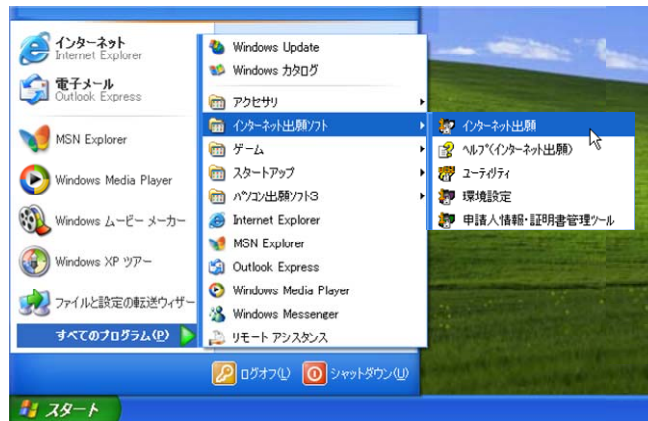 インターネット
Internet Explorer
電子メール
Outlook Express
MSN Explorer
Windows Media Player
Windows ムービー メーカー
Windows XP ツアー
ファイルと設定の転送ウィザー
すべてのプログラム(P)
Windows Update
Windows カタログ
アクセサリ
インターネット出願ソフト
ゲーム
スタートアップ
パソコン出願ソフト3
Internet Explorer
MSN Explorer
Outlook Express
Windows Media Player
Windows Messenger
リモート アシスタンス
インターネット出願
ヘルプ(インターネット出願)
ユーティリティ
環境設定
申請人情報・証明書管理ツール
ログオフ(L)
シャットダウン(U)
スタート